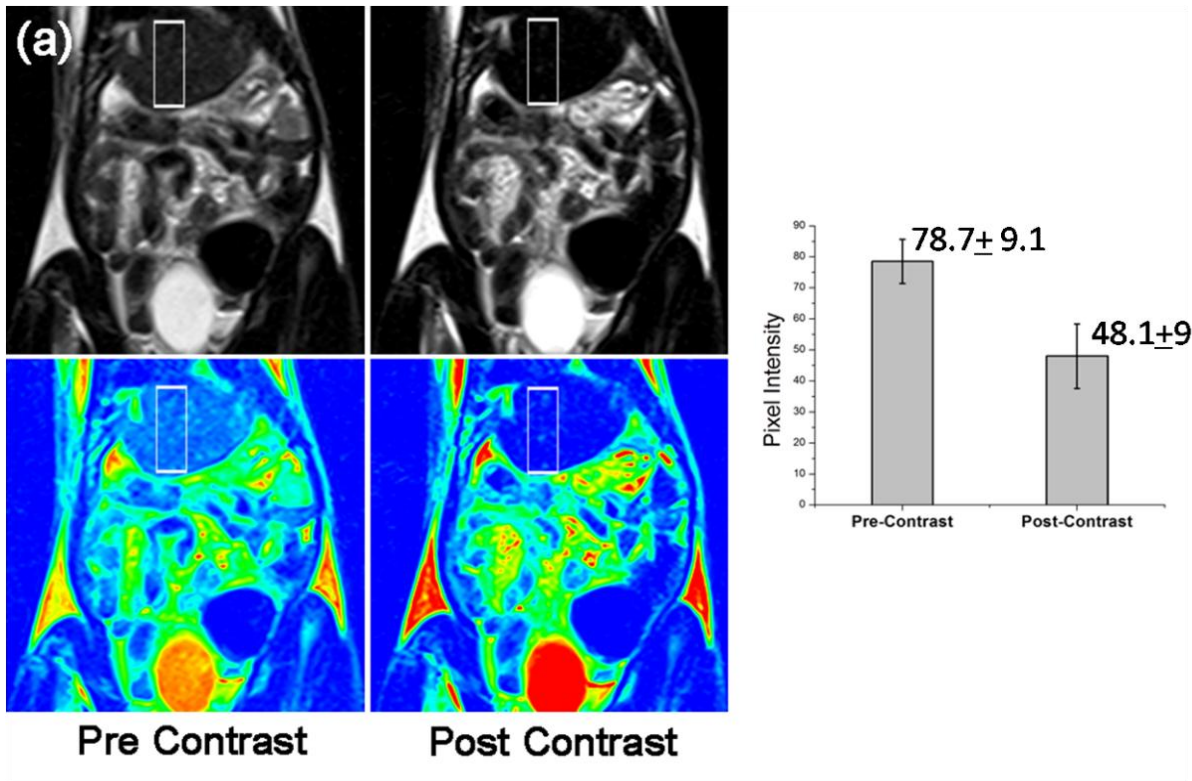 (a)
Pre Contrast
Post Contrast
78.7± 9.1
48.1±9
Pixel Intensity
90
80
70
60
50
40
30
20
10
0
Pre-Contrast
Post-Contrast